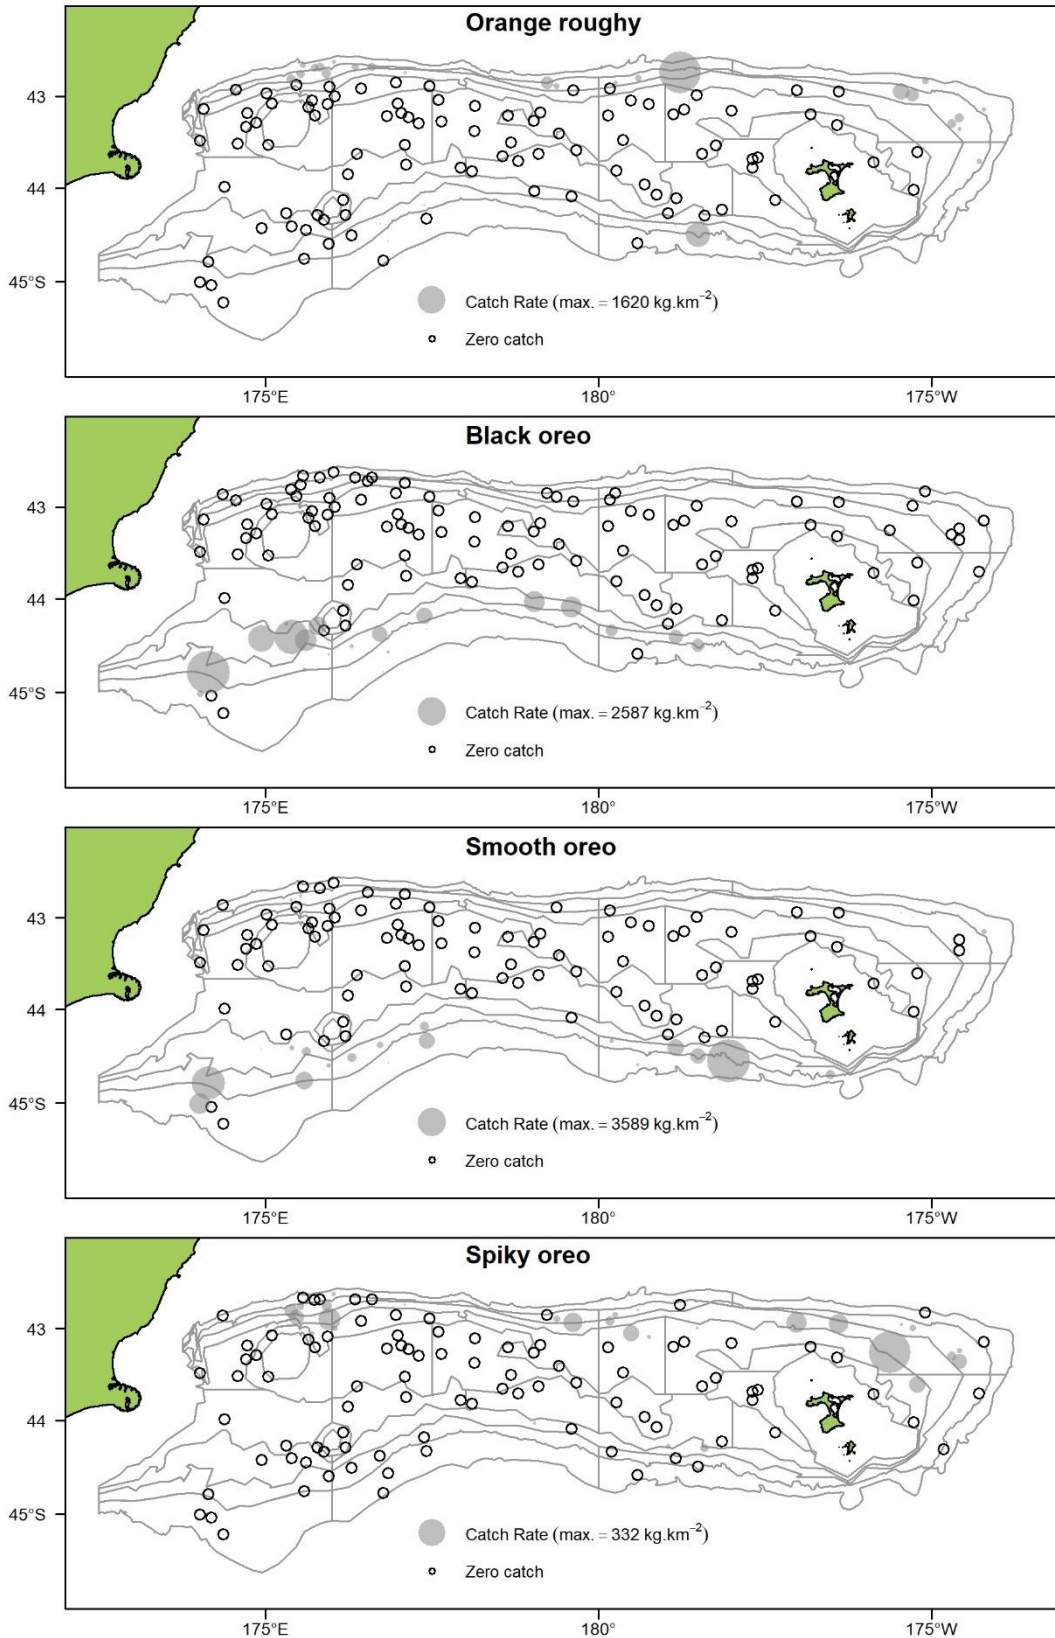 Orange roughy
43
44
45°S
Catch Rate (max. = 1620 kg.km⁻²)
Zero catch
175°E 180° 175°W
Black oreo
43
44
45°S
Catch Rate (max. = 2587 kg.km⁻²)
Zero catch
175°E 180° 175°W
Smooth oreo
43
44
45°S
Catch Rate (max. = 3589 kg.km⁻²)
Zero catch
175°E 180° 175°W
Spiky oreo
43
44
45°S
Catch Rate (max. = 332 kg.km⁻²)
Zero catch
175°E 180° 175°W